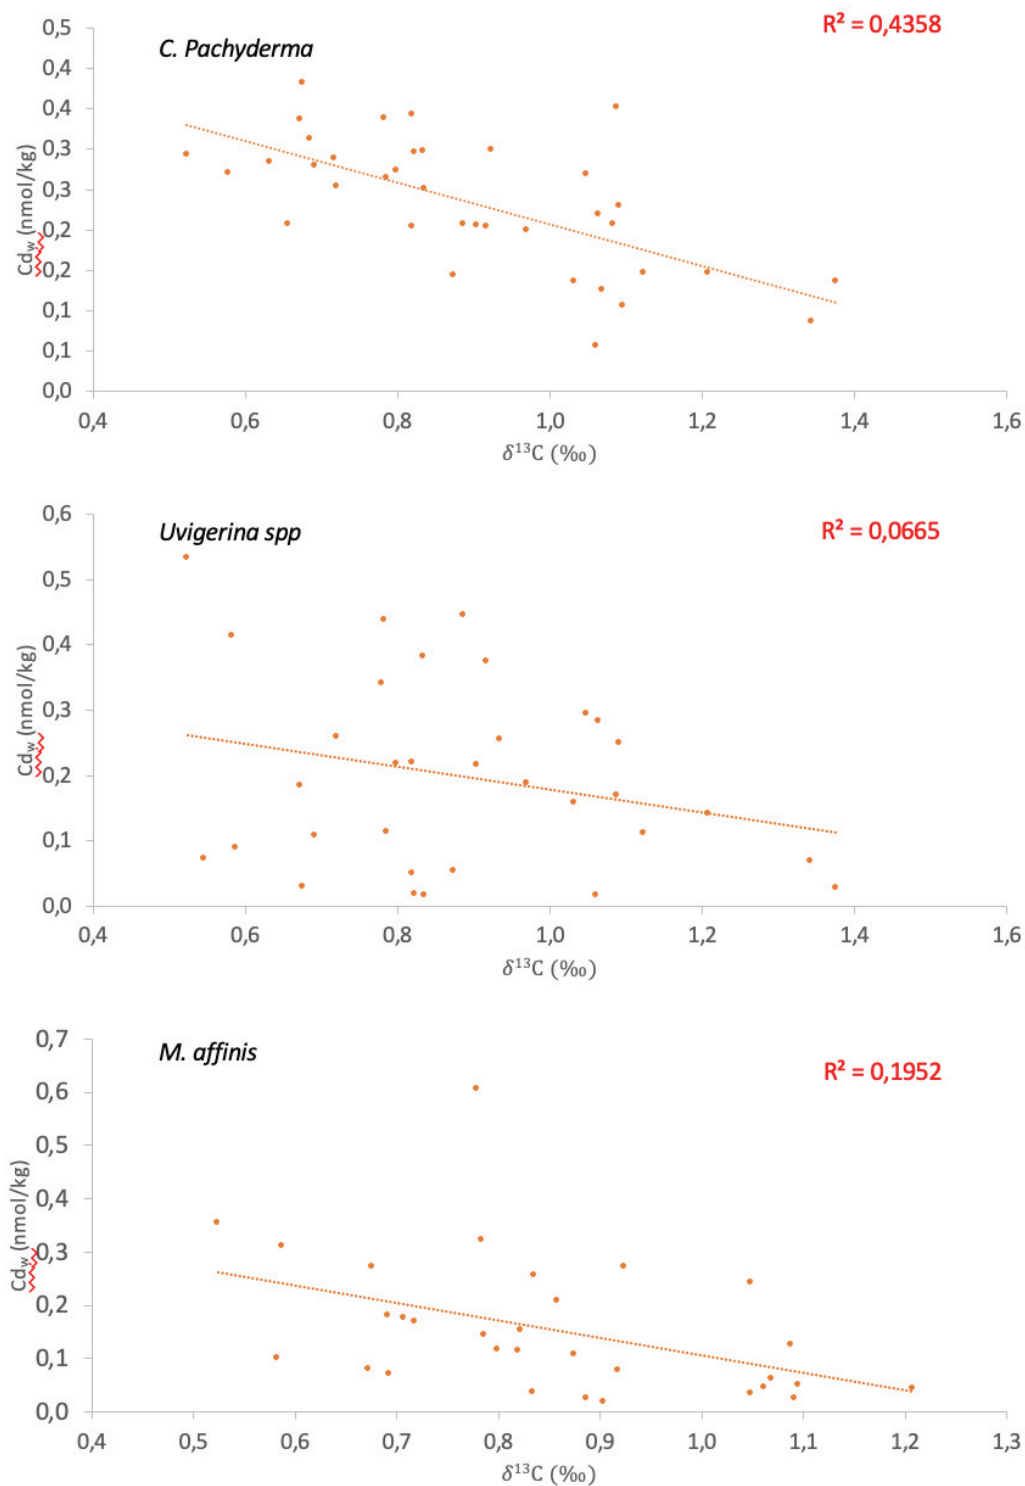 C. Pachyderma
R² = 0,4358
0,5
0,4
0,4
0,3
0,3
0,2
0,2
0,1
0,1
0,0
Cdw (nmol/kg)
0,4 0,6 0,8 1,0 1,2 1,4 1,6
δ¹³C (‰)
Uvigerina spp
R² = 0,0665
0,6
0,5
0,4
0,3
0,2
0,1
0,0
Cdw (nmol/kg)
0,4 0,6 0,8 1,0 1,2 1,4 1,6
δ¹³C (‰)
M. affinis
R² = 0,1952
0,7
0,6
0,5
0,4
0,3
0,2
0,1
0,0
Cdw (nmol/kg)
0,4 0,5 0,6 0,7 0,8 0,9 1,0 1,1 1,2 1,3
δ¹³C (‰)